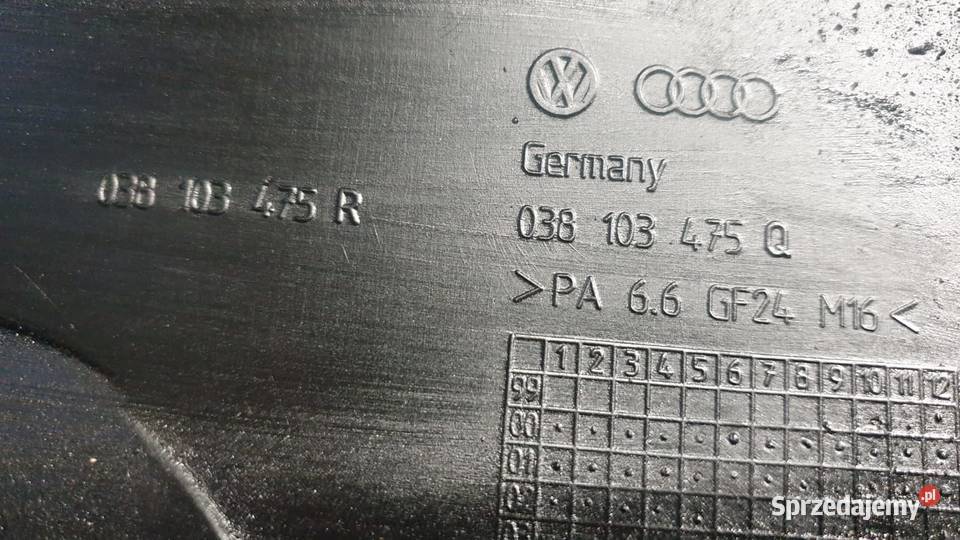 038 103 475 R
Germany
038 103 475 Q
>PA 6.6 GF24 M16<
1 2 3 4 5 6 7 8 9 10 11 12
99
00
01
02
Sprzedajemy.pl